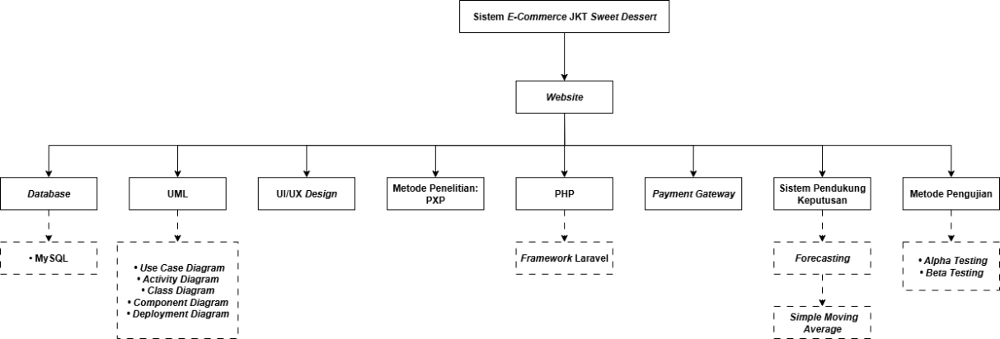 Sistem E-Commerce JKT Sweet Dessert
Website
Database
UML
UI/UX Design
Metode Penelitian:
PXP
PHP
Payment Gateway
Sistem Pendukung
Keputusan
Metode Pengujian
• MySQL
• Use Case Diagram
• Activity Diagram
• Class Diagram
• Component Diagram
• Deployment Diagram
Framework Laravel
Forecasting
Simple Moving
Average
• Alpha Testing
• Beta Testing